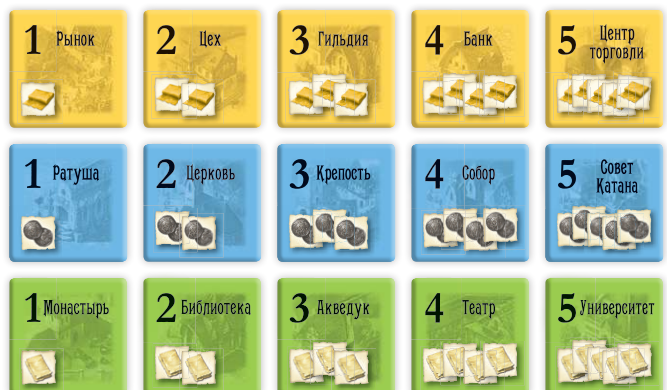 1 Рынок
2 Цех
3 Гильдия
4 Банк
5 Центр
торговли
1 Ратуша
2 Церковь
3 Крепость
4 Собор
5 Совет
Катана
1 Монастырь
2 Библиотека
3 Акведук
4 Театр
5 Университет